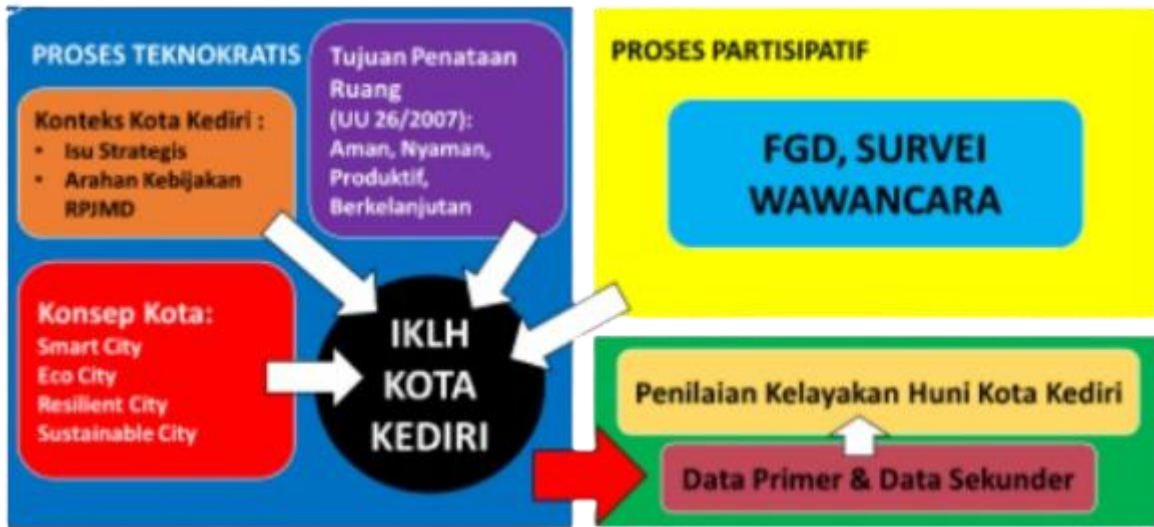 PROSES TEKNOKRATIS
Konteks Kota Kediri :
• Isu Strategis
• Arahan Kebijakan
RPJMD
Tujuan Penataan
Ruang
(UU 26/2007):
Aman, Nyaman,
Produktif,
Berkelanjutan
Konsep Kota:
Smart City
Eco City
Resilient City
Sustainable City
IKLH
KOTA
KEDIRI
PROSES PARTISIPATIF
FGD, SURVEI
WAWANCARA
Penilaian Kelayakan Huni Kota Kediri
Data Primer & Data Sekunder